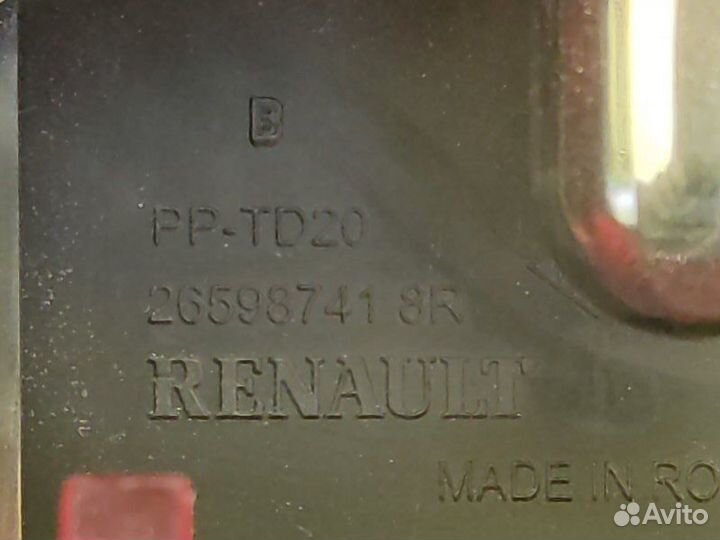 B
PP-TD20
26598741 8R
RENAULT
MADE IN RO
Avito